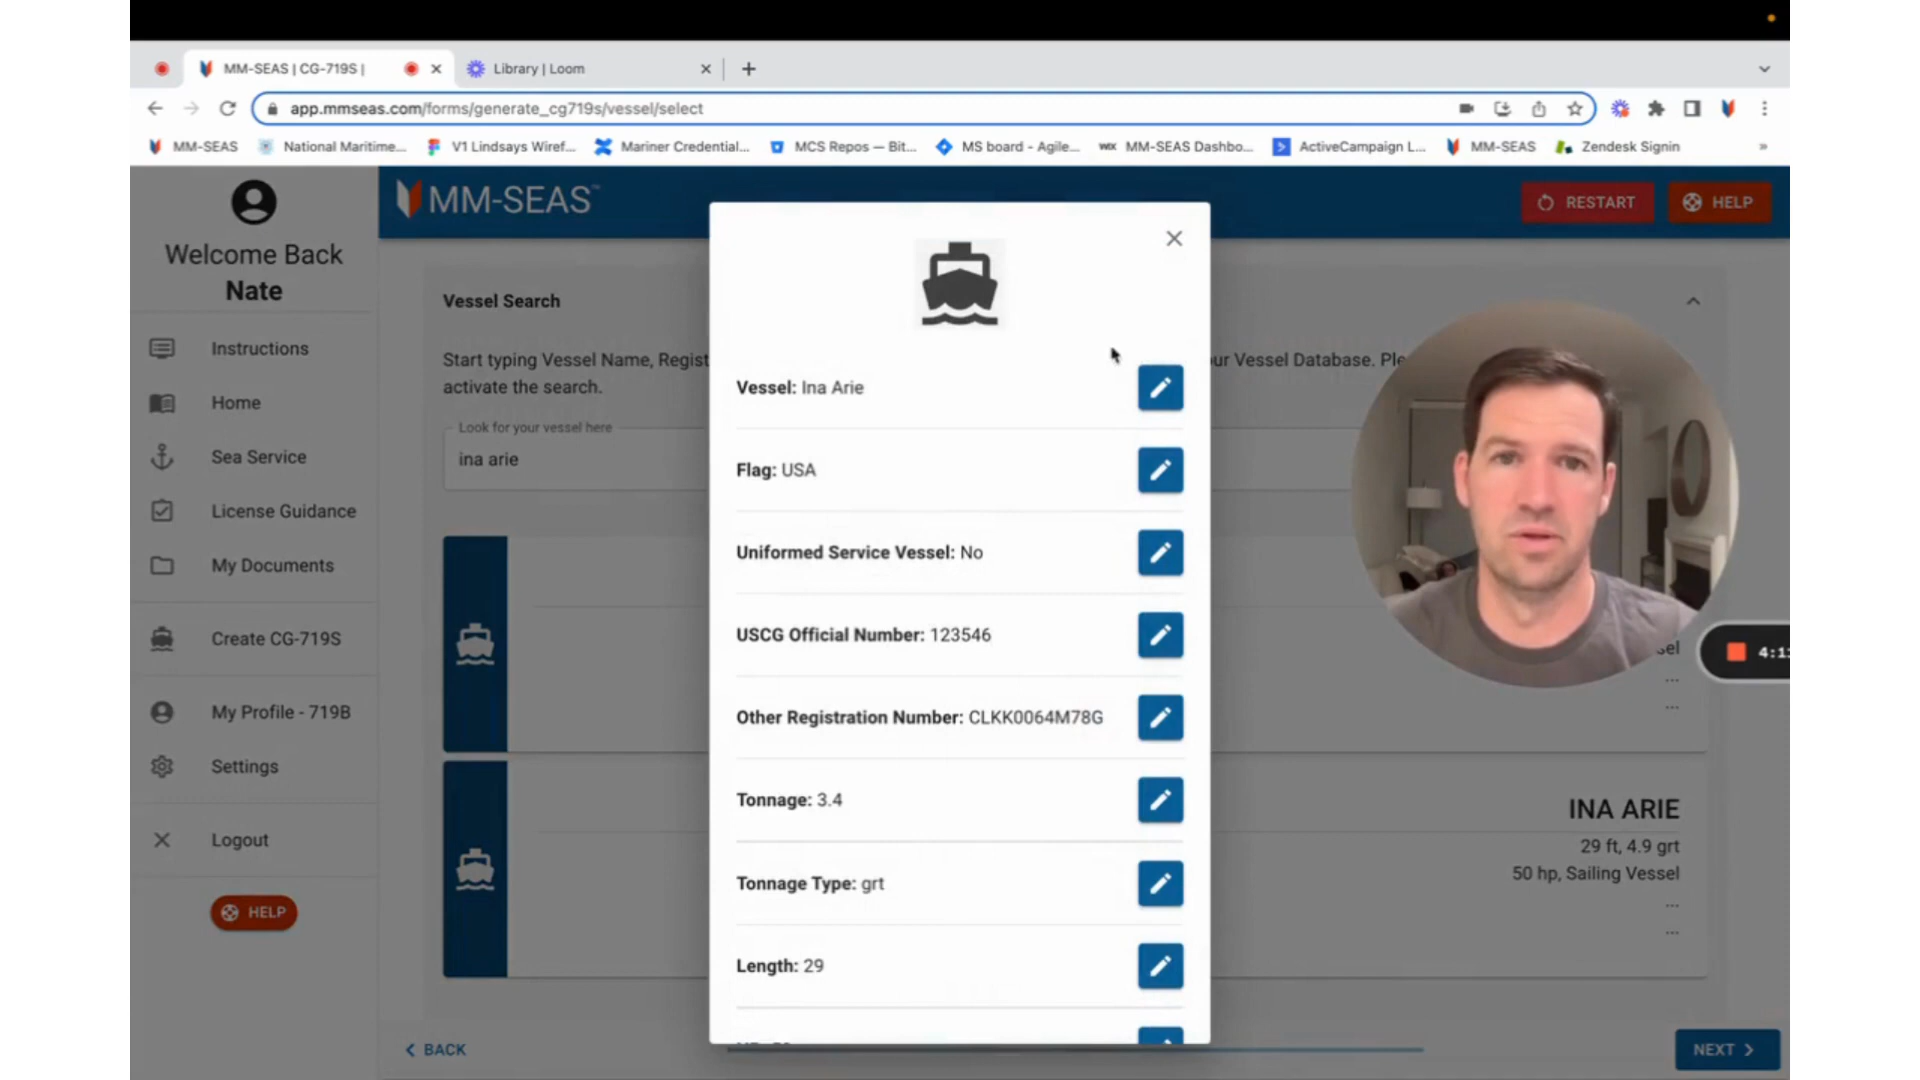 MM-SEAS | CG-719S |
Library | Loom
app.mmseas.com/forms/generate_cg719s/vessel/select
MM-SEAS
National Maritime...
V1 Lindsays Wiref...
Mariner Credential...
MCS Repos — Bit...
MS board - Agile...
WIX
MM-SEAS Dashbo...
ActiveCampaign L...
MM-SEAS
Zendesk Signin
»
Welcome Back
Nate
Instructions
Home
Sea Service
License Guidance
My Documents
Create CG-719S
My Profile - 719B
Settings
Logout
HELP
MM-SEAS™
RESTART
HELP
Vessel Search
Start typing Vessel Name, Regist
ur Vessel Database. Ple
activate the search.
Look for your vessel here
ina arie
Vessel: Ina Arie
Flag: USA
Uniformed Service Vessel: No
USCG Official Number: 123546
Other Registration Number: CLKK0064M78G
Tonnage: 3.4
Tonnage Type: grt
Length: 29
sel
...
...
4:1
INA ARIE
29 ft, 4.9 grt
50 hp, Sailing Vessel
...
...
BACK
NEXT